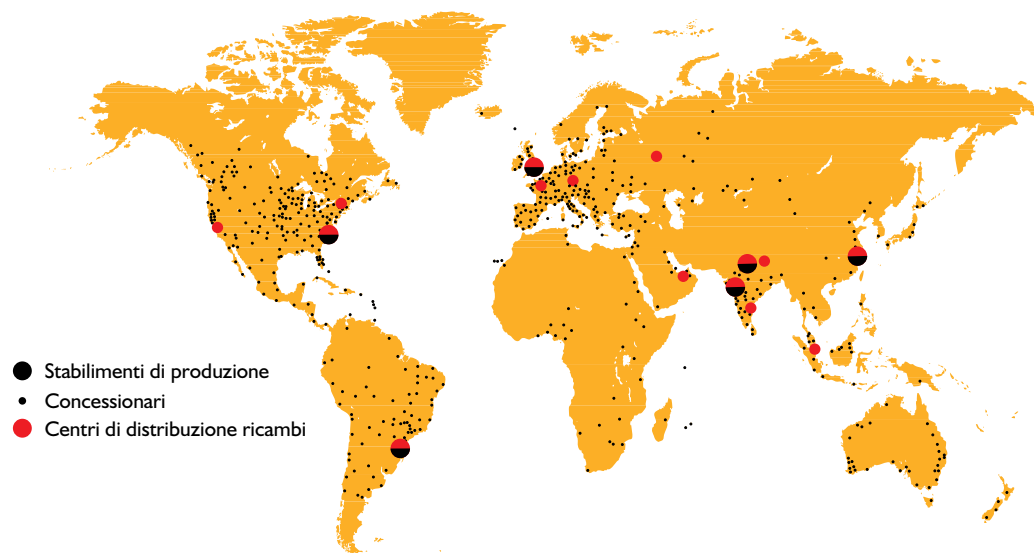 Stabilimenti di produzione
Concessionari
Centri di distribuzione ricambi